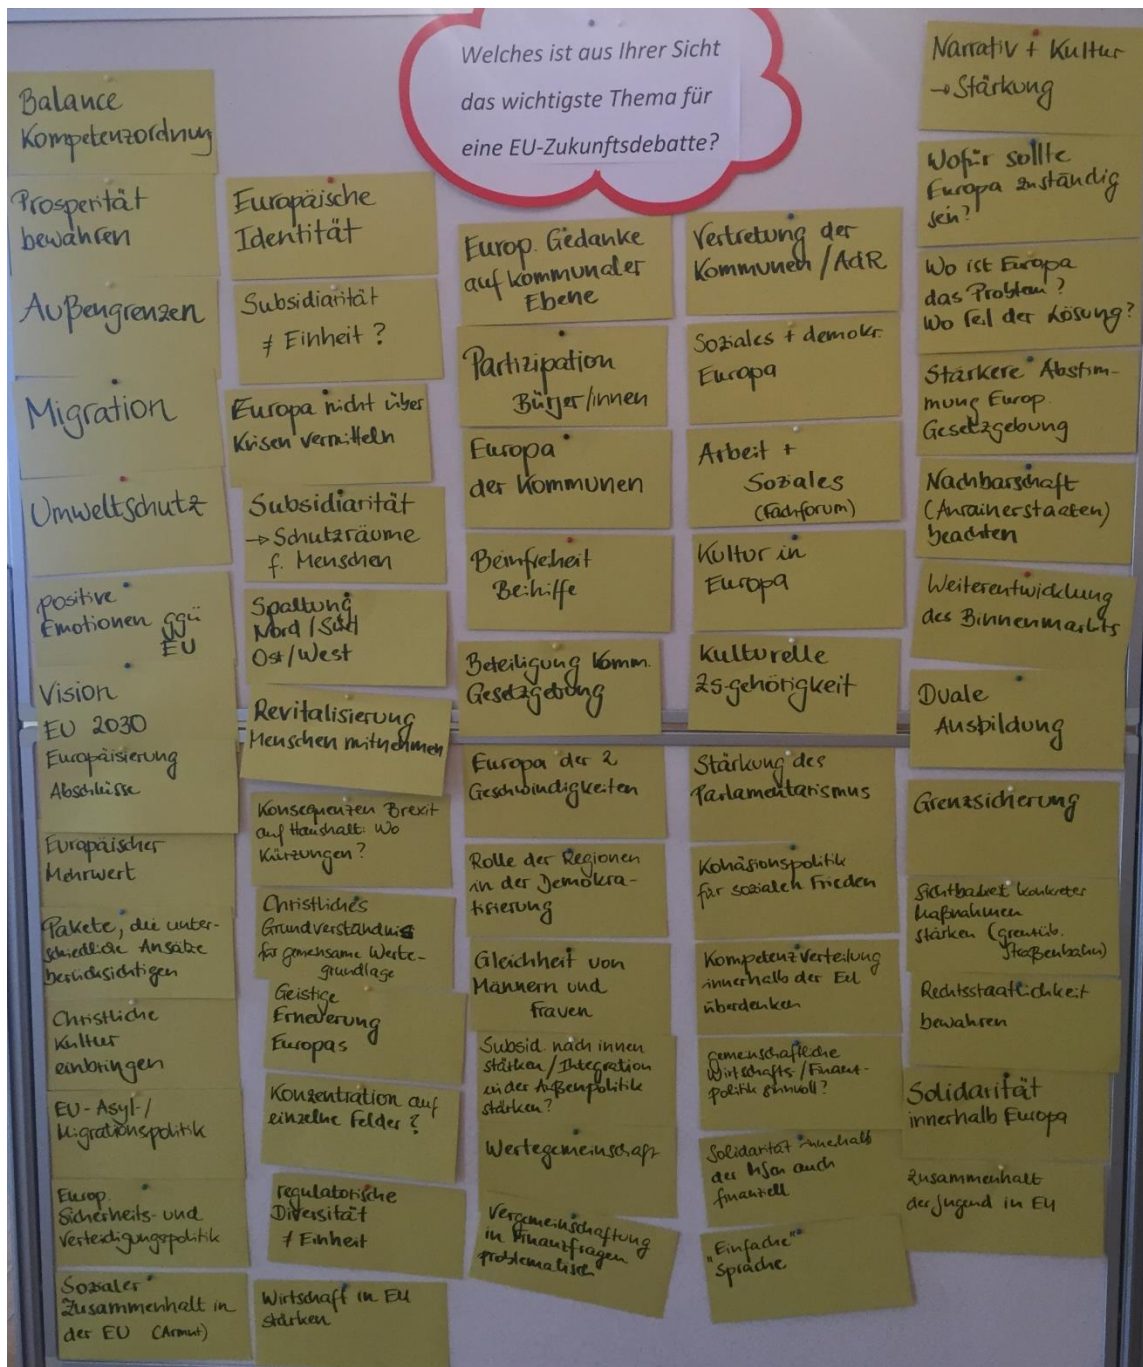 Welches ist aus Ihrer Sicht
das wichtigste Thema für
eine EU-Zukunftsdebatte?
Balance
Kompetenzordnung
Prosperität
bewahren
Außengrenzen
Migration
Umweltschutz
positive
Emotionen ggü
EU
Vision
EU 2030
Europäisierung
Abschlüsse
Europäischer
Mehrwert
Pakete, die unter-
schiedliche Ansätze
berücksichtigen
Christliche
Kultur
einbringen
EU-Asyl-/
Migrationspolitik
Europ.
Sicherheits- und
Verteidigungspolitik
Sozialer
Zusammenhalt in
der EU (Armut)
Europäische
Identität
Subsidiarität
≠ Einheit?
Europa nicht über
Krisen vermitteln
Subsidiarität
→ Schutzräume
f. Menschen
Spaltung
Nord/Süd
Ost/West
Revitalisierung
Menschen mitnehmen
Konsequenzen Brexit
auf Haushalt: Wo
Kürzungen?
Christliches
Grundverständnis
für gemeinsame Werte-
grundlage
Geistige
Erneuerung
Europas
Konzentration auf
einzelne Felder?
regulatorische
Diversität
≠ Einheit
Wirtschaft in EU
stärken
Europ. Gedanke
auf kommunaler
Ebene
Partizipation
Bürger/innen
Europa
der Kommunen
Beinfreiheit
Beihilfe
Beteiligung Komm.
Gesetzgebung
Europa der 2
Geschwindigkeiten
Rolle der Regionen
in der Demokra-
tisierung
Gleichheit von
Männern und
Frauen
Subsid. nach innen
stärken/Integration
in der Außenpolitik
stärken?
Wertegemeinschaft
Vergemeinschaftung
in Finanzfragen
problematisch
Vertretung der
Kommunen/AdR
Soziales + demokr.
Europa
Arbeit +
Soziales
(Fachforum)
Kultur in
Europa
Kulturelle
Zs-gehörigkeit
Stärkung des
Parlamentarismus
Kohäsionspolitik
für sozialen Frieden
Kompetenzverteilung
innerhalb der EU
überdenken
gemeinschaftliche
Wirtschafts-/Finanz-
politik sinnvoll?
Solidarität innerhalb
der MSen auch
finanziell
"Einfache"
Sprache
Narrativ + Kultur
→ Stärkung
Wofür sollte
Europa zuständig
sein?
Wo ist Europa
das Problem?
Wo Teil der Lösung?
Stärkere Abstim-
mung Europ.
Gesetzgebung
Nachbarschaft
(Anrainerstaaten)
beachten
Weiterentwicklung
des Binnenmarkts
Duale
Ausbildung
Grenzsicherung
Sichtbarkeit konkreter
Maßnahmen
stärken (grenzüb.
Straßenbahn)
Rechtsstaatlichkeit
bewahren
Solidarität
innerhalb Europa
Zusammenhalt
der Jugend in EU